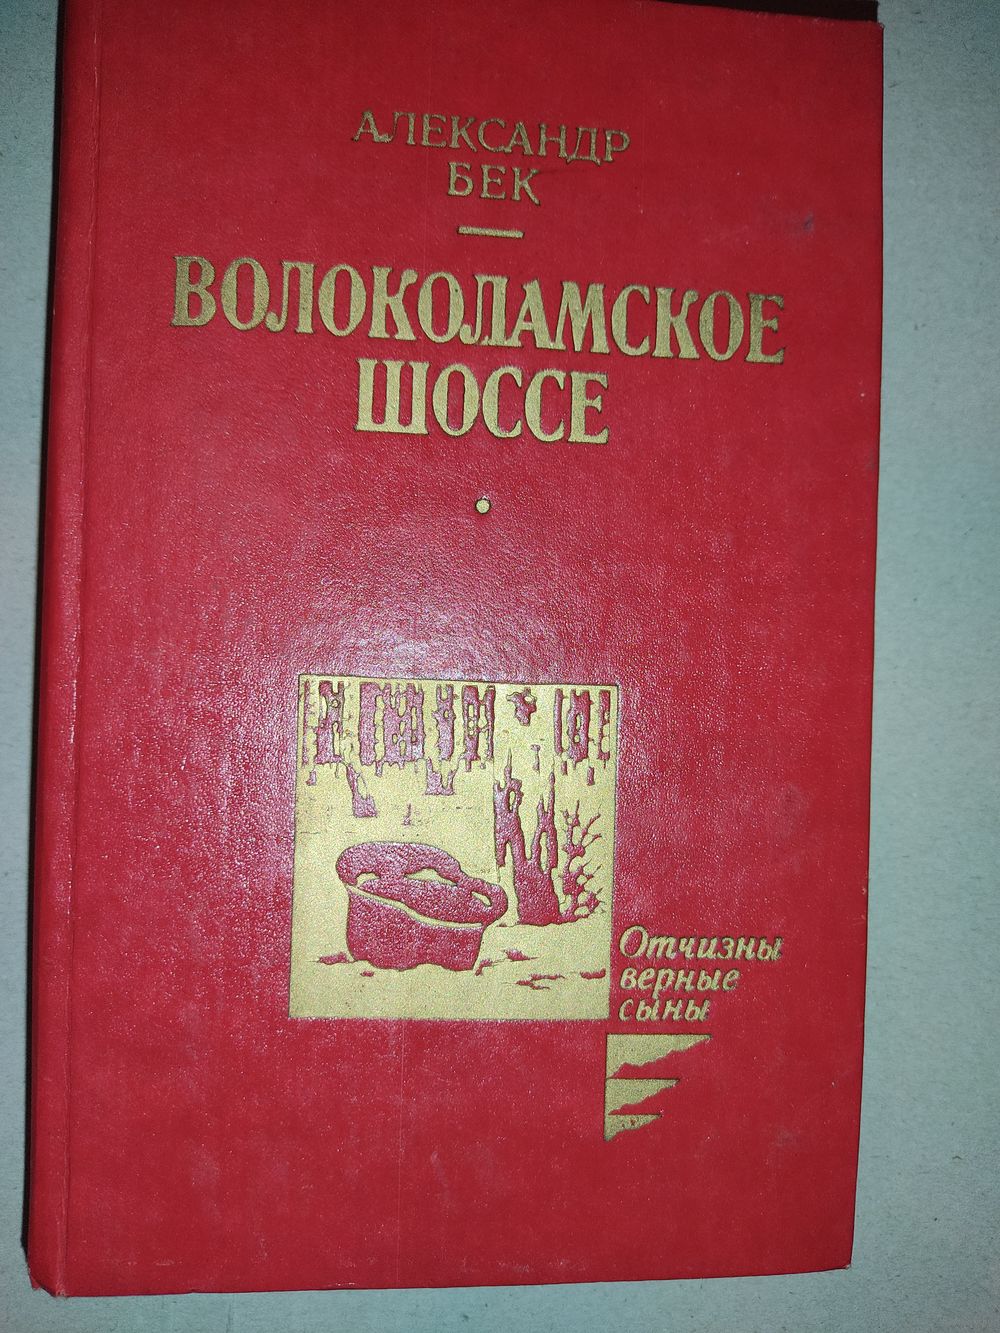 АЛЕКСАНДР
БЕК
ВОЛОКОЛАМСКОЕ
ШОССЕ
Отчизны
верные
сыны